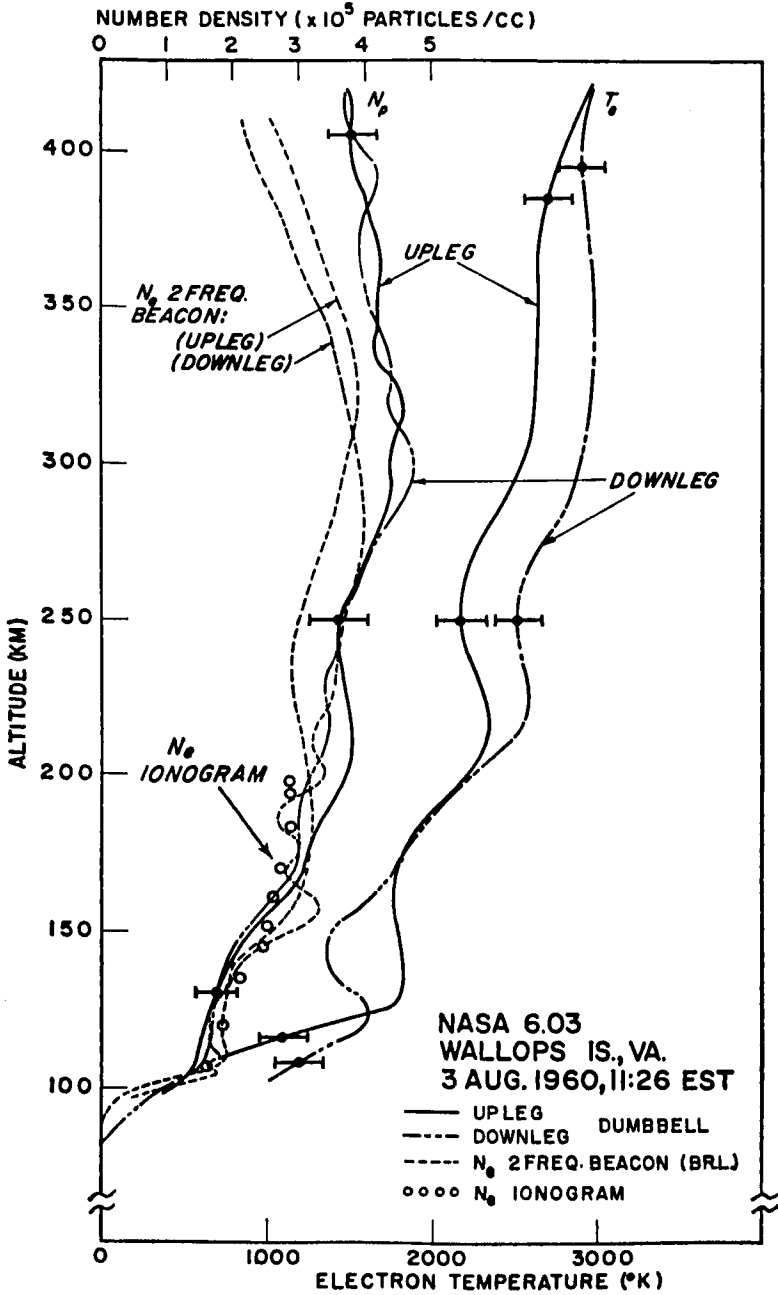 NUMBER DENSITY (x 10⁵ PARTICLES/CC)
0 1 2 3 4 5
Np
Te
400
UPLEG
Ne 2 FREQ.
BEACON:
(UPLEG)
(DOWNLEG)
350
300
DOWNLEG
250
ALTITUDE (KM)
Ne
IONOGRAM
200
150
NASA 6.03
WALLOPS IS., VA.
3 AUG. 1960, 11:26 EST
100
UPLEG
DOWNLEG
DUMBBELL
Ne 2 FREQ. BEACON (BRL)
Ne IONOGRAM
0 1000 2000 3000
ELECTRON TEMPERATURE (°K)